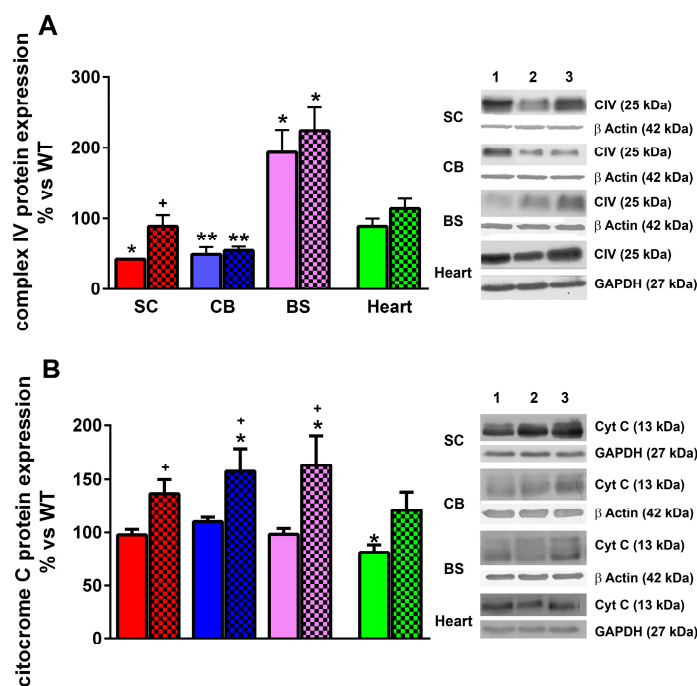 A
complex IV protein expression
% vs WT
300
200
100
0
*
+
**
**
*
*
SC
CB
BS
Heart
1 2 3
SC
CIV (25 kDa)
β Actin (42 kDa)
CB
CIV (25 kDa)
β Actin (42 kDa)
BS
CIV (25 kDa)
β Actin (42 kDa)
Heart
CIV (25 kDa)
GAPDH (27 kDa)
B
citocrome C protein expression
% vs WT
200
150
100
50
0
+
+
*
+
*
*
1 2 3
SC
Cyt C (13 kDa)
GAPDH (27 kDa)
CB
Cyt C (13 kDa)
β Actin (42 kDa)
BS
Cyt C (13 kDa)
β Actin (42 kDa)
Heart
Cyt C (13 kDa)
GAPDH (27 kDa)